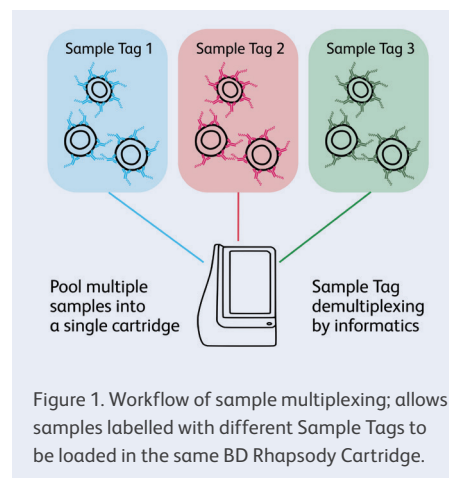 Sample Tag 1 Sample Tag 2 Sample Tag 3
Pool multiple
samples into
a single cartridge
Sample Tag
demultiplexing
by informatics
Figure 1. Workflow of sample multiplexing; allows
samples labelled with different Sample Tags to
be loaded in the same BD Rhapsody Cartridge.